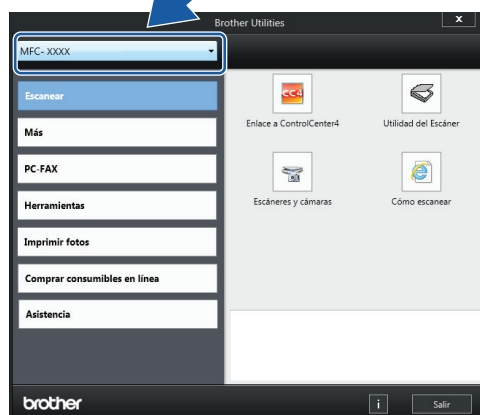 Brother Utilities
x
MFC- XXXX
Escanear
Más
PC-FAX
Herramientas
Imprimir fotos
Comprar consumibles en línea
Asistencia
CC4
Enlace a ControlCenter4
Utilidad del Escáner
Escáneres y cámaras
Cómo escanear
brother
i
Salir